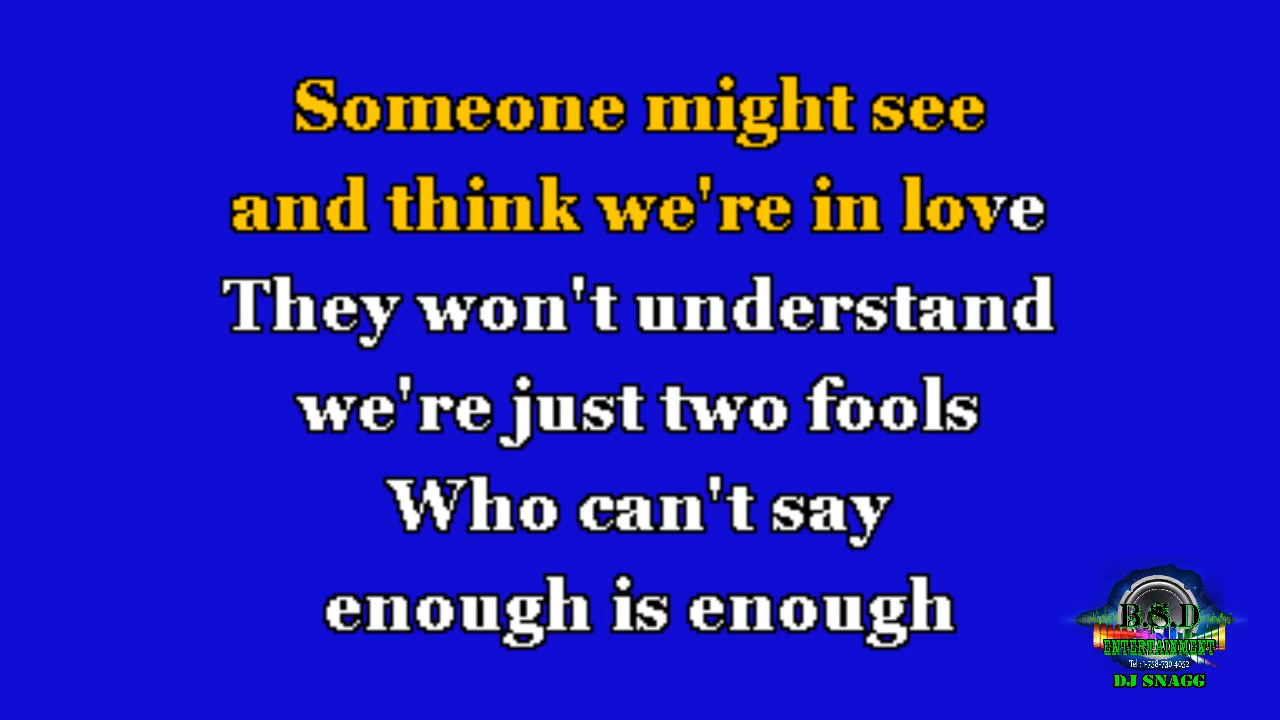 Someone might see
and think we're in love
They won't understand
we're just two fools
Who can't say
enough is enough
B.S.D
ENTERTAINMENT
DJ SNAGG